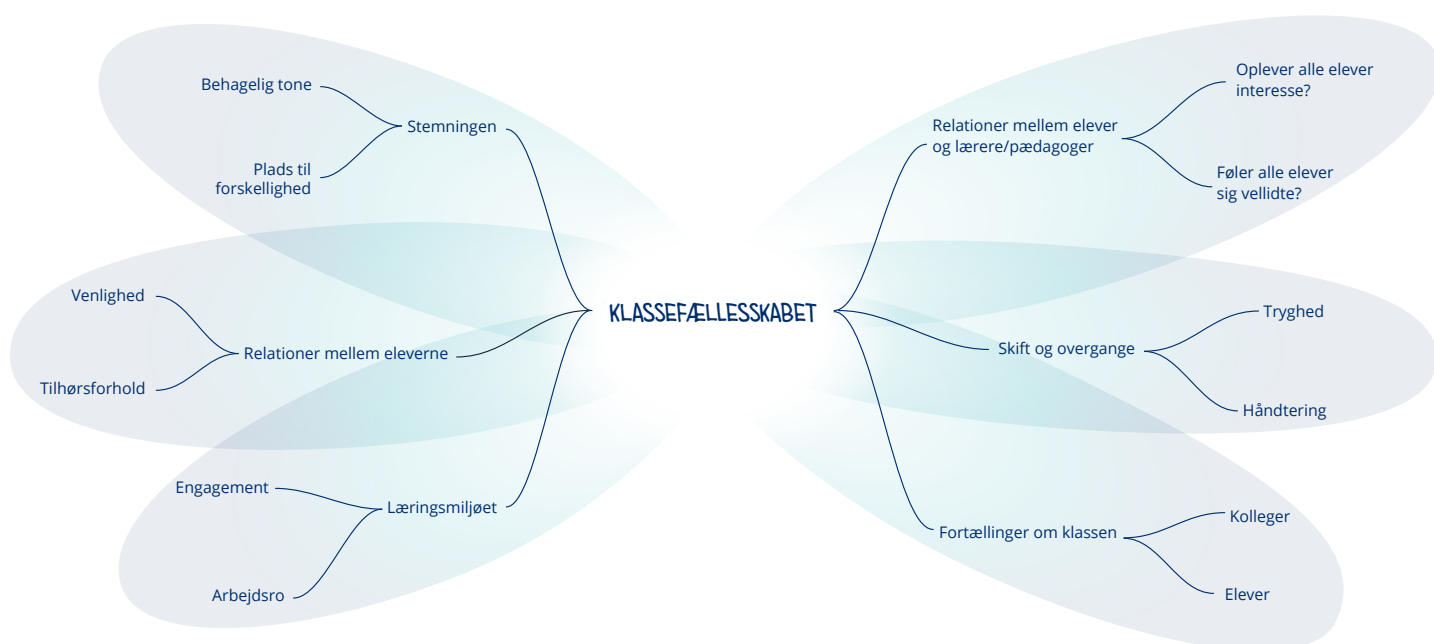 Behagelig tone
Stemningen
Plads til
forskellighed
Venlighed
Relationer mellem eleverne
Tilhørsforhold
Engagement
Læringsmiljøet
Arbejdsro
KLASSEFÆLLESSKABET
Oplever alle elever
interesse?
Relationer mellem elever
og lærere/pædagoger
Føler alle elever
sig vellidte?
Tryghed
Skift og overgange
Håndtering
Kolleger
Fortællinger om klassen
Elever